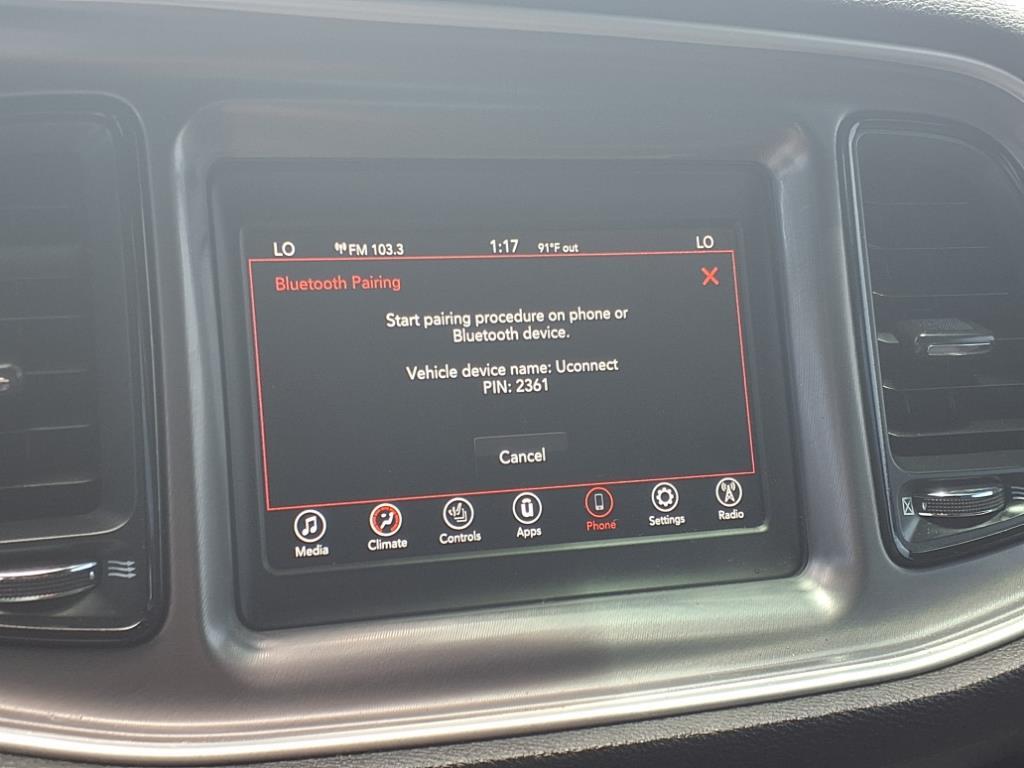 LO FM 103.3 1:17 91°F out LO
Bluetooth Pairing
Start pairing procedure on phone or
Bluetooth device.
Vehicle device name: Uconnect
PIN: 2361
Cancel
Media Climate Controls Apps Phone Settings Radio